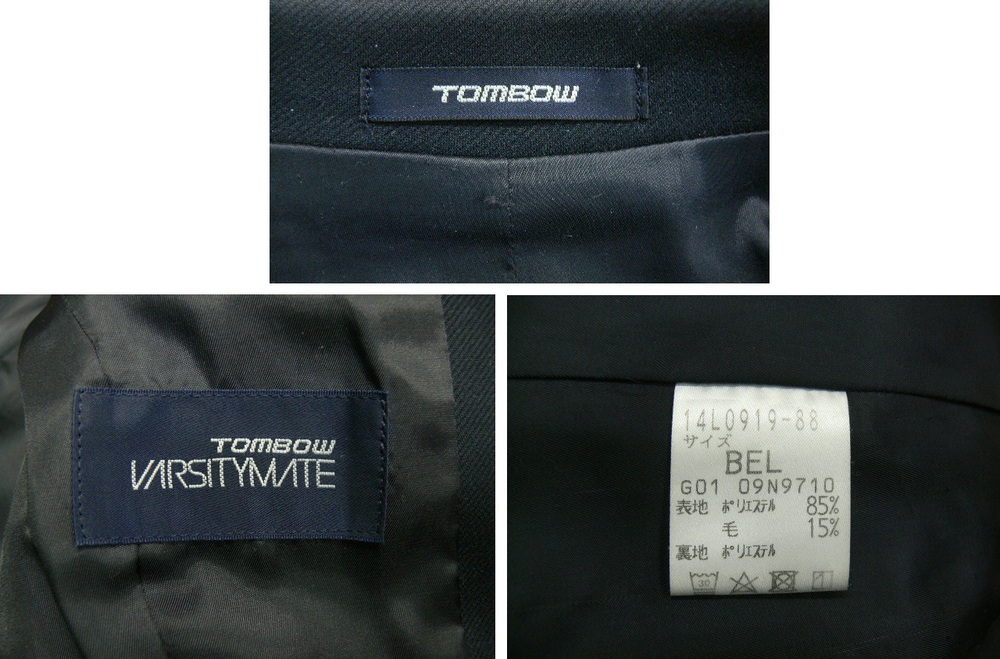 TOMBOW
TOMBOW
VARSITYMATE
14L0919-88
サイズ
BEL
G01 09N9710
表地 ポリエステル 85%
毛 15%
裏地 ポリエステル
30